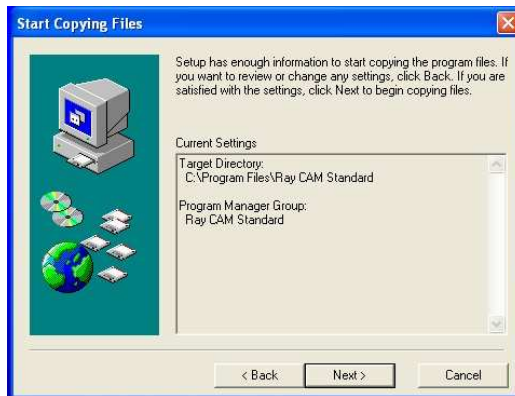 Start Copying Files
Setup has enough information to start copying the program files. If
you want to review or change any settings, click Back. If you are
satisfied with the settings, click Next to begin copying files.
Current Settings
Target Directory:
C:\Program Files\Ray CAM Standard
Program Manager Group:
Ray CAM Standard
< Back Next > Cancel